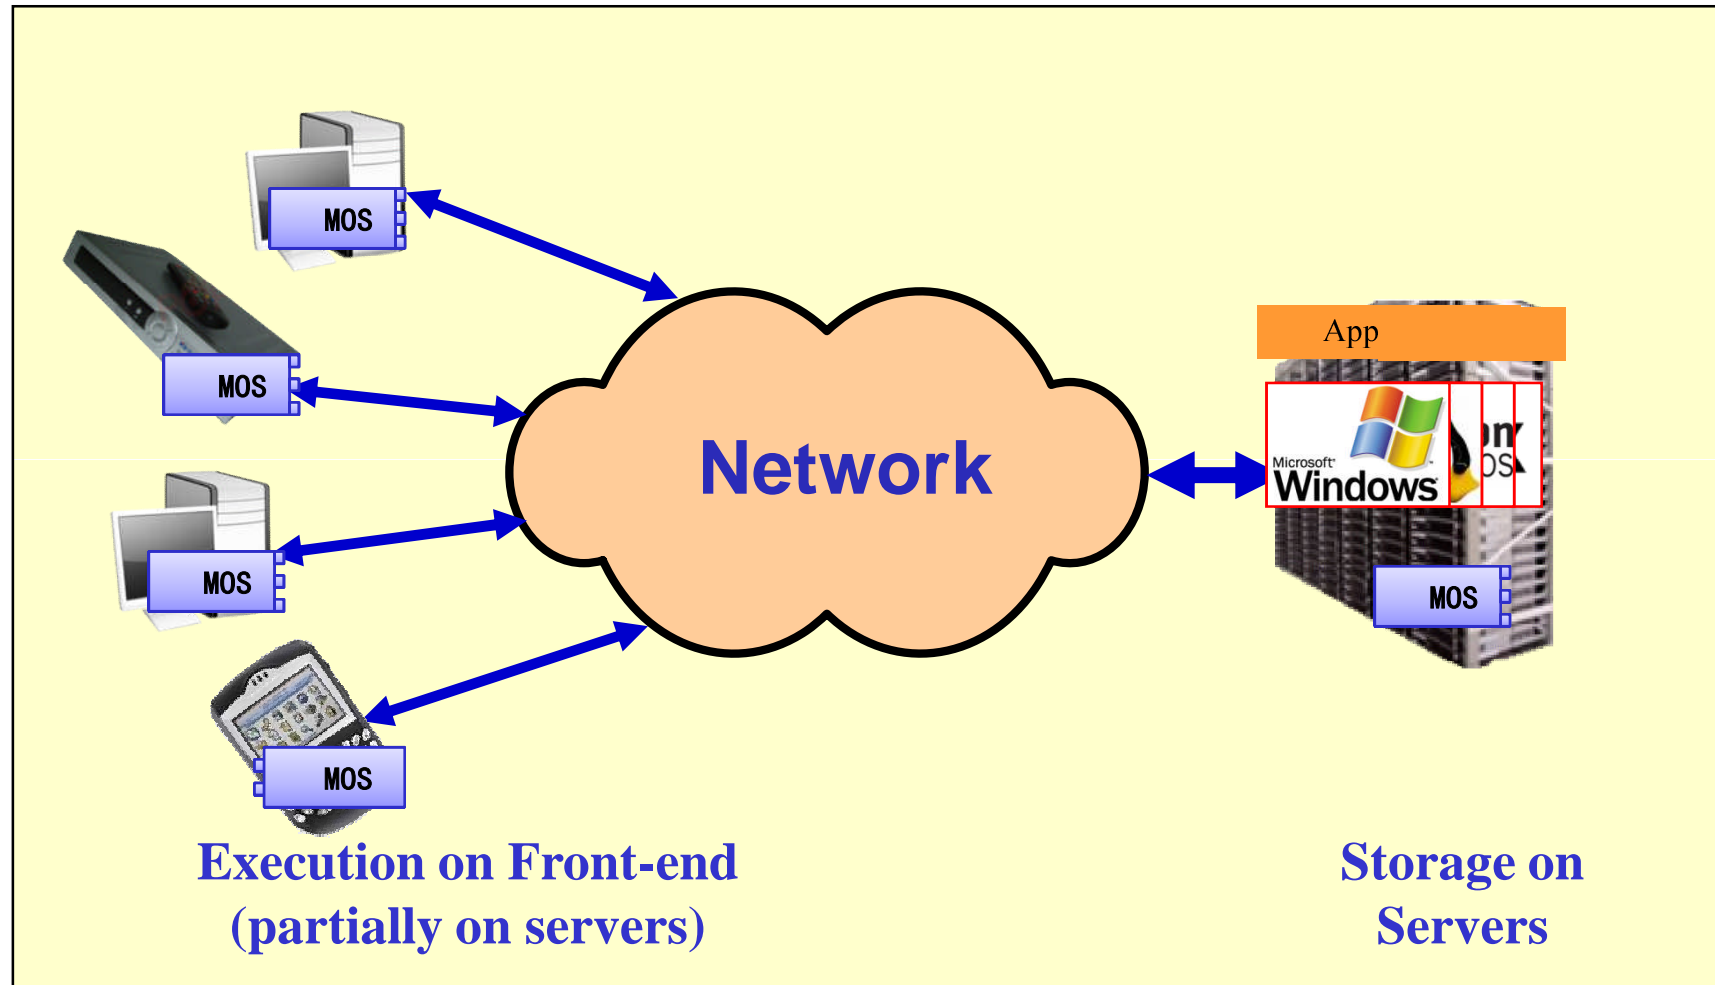 MOS
MOS
MOS
MOS
Network
App
Microsoft
Windows
OS
MOS
Execution on Front-end
(partially on servers)
Storage on
Servers